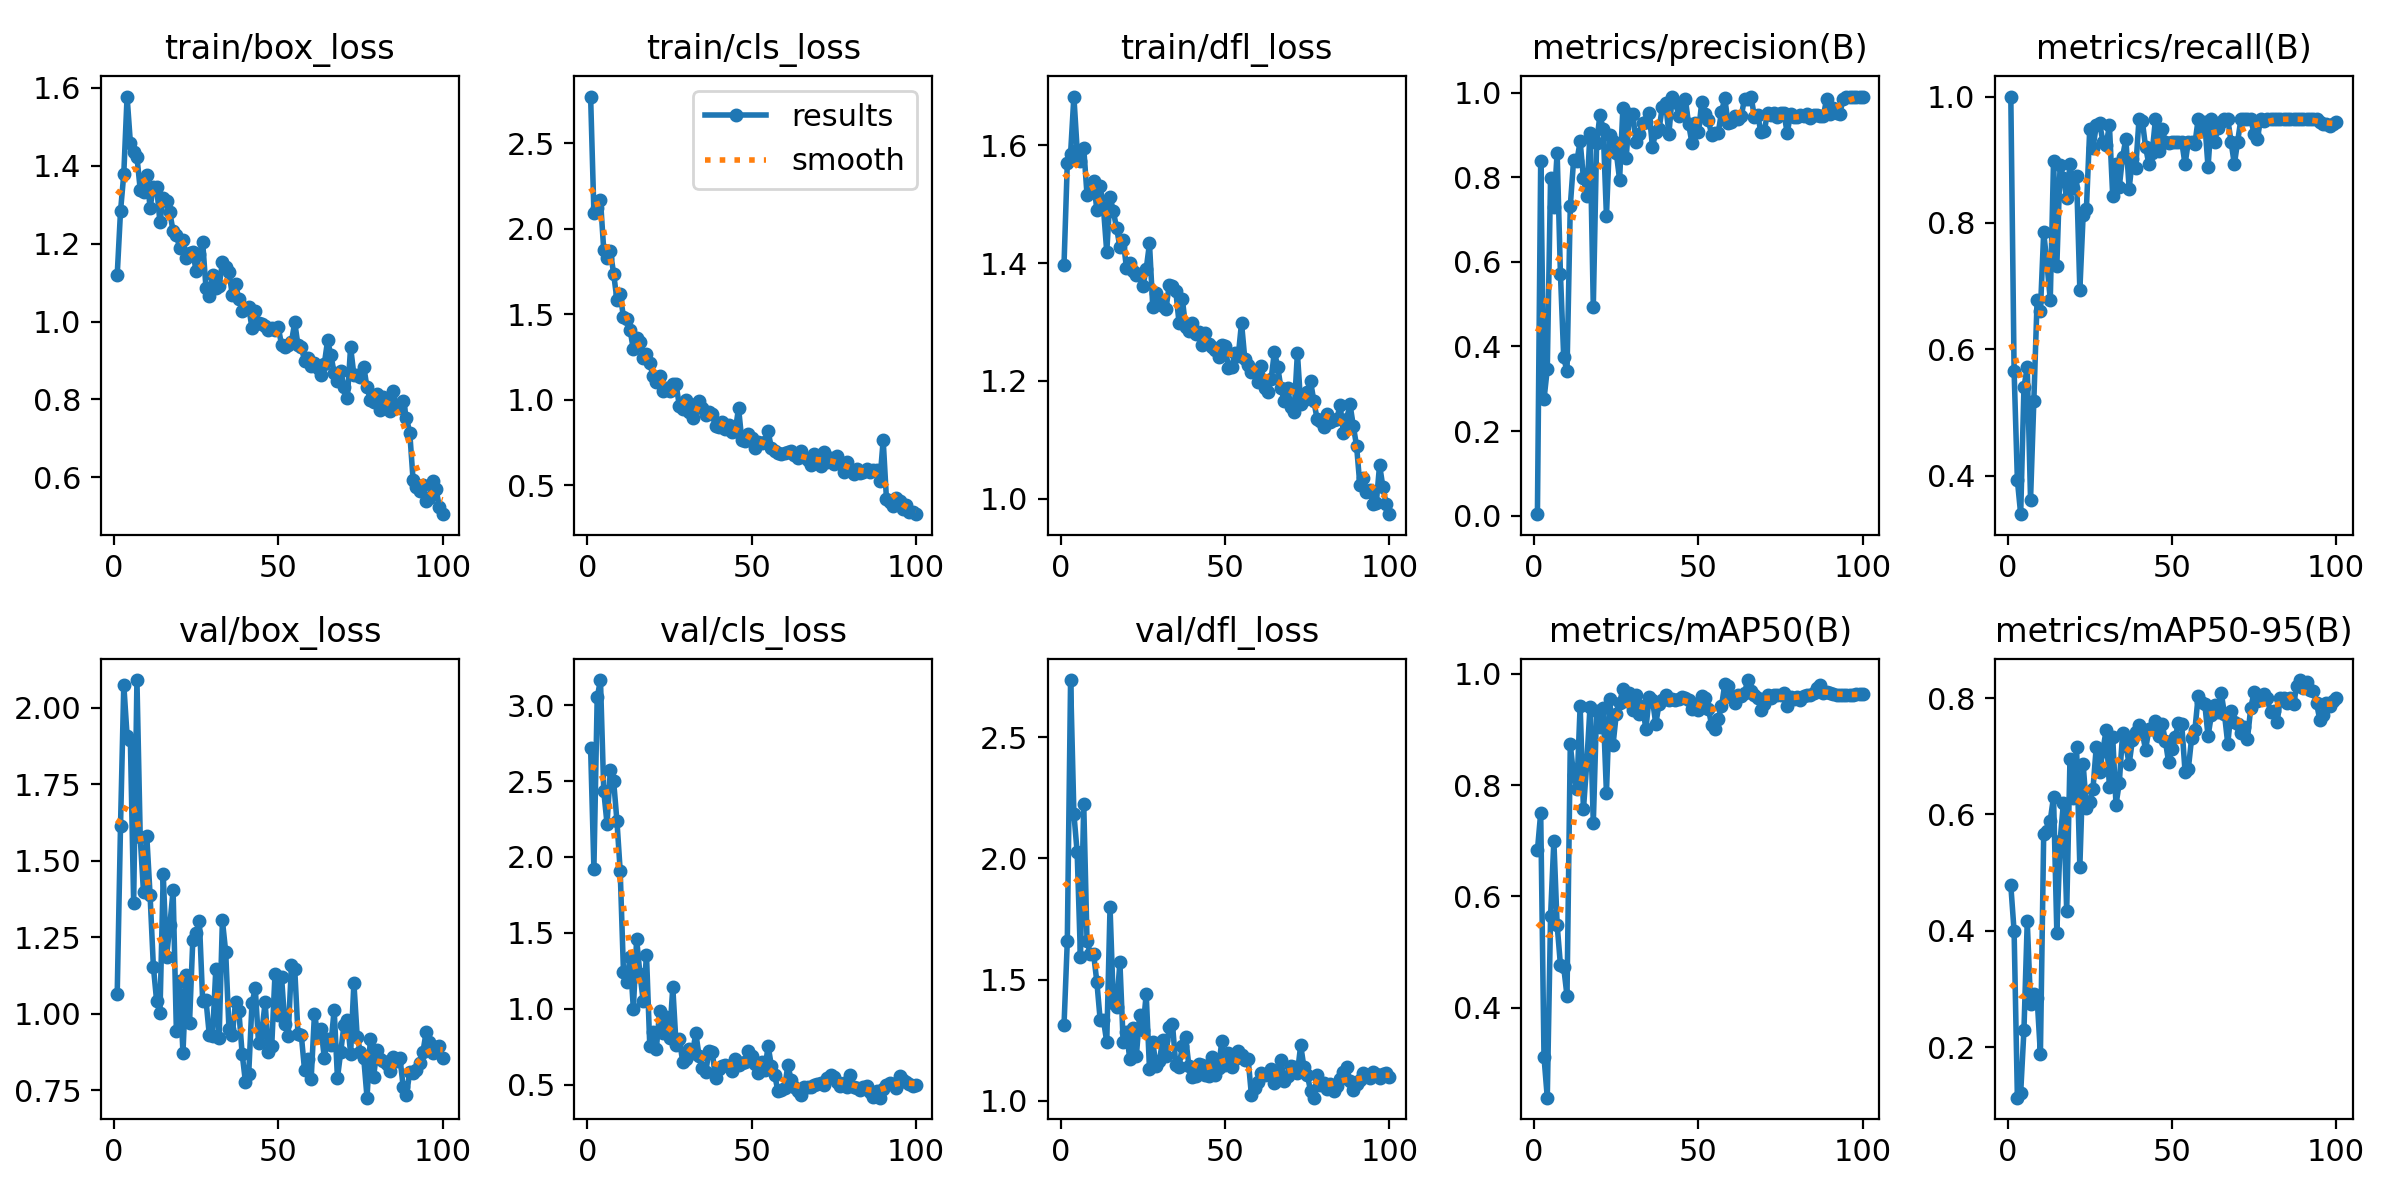 train/box_loss
train/cls_loss
train/dfl_loss
metrics/precision(B)
metrics/recall(B)
1.6
1.4
1.2
1.0
0.8
0.6
0 50 100
results
smooth
2.5
2.0
1.5
1.0
0.5
0 50 100
1.6
1.4
1.2
1.0
0 50 100
1.0
0.8
0.6
0.4
0.2
0.0
0 50 100
1.0
0.8
0.6
0.4
0 50 100
val/box_loss
val/cls_loss
val/dfl_loss
metrics/mAP50(B)
metrics/mAP50-95(B)
2.00
1.75
1.50
1.25
1.00
0.75
0 50 100
3.0
2.5
2.0
1.5
1.0
0.5
0 50 100
2.5
2.0
1.5
1.0
0 50 100
1.0
0.8
0.6
0.4
0 50 100
0.8
0.6
0.4
0.2
0 50 100